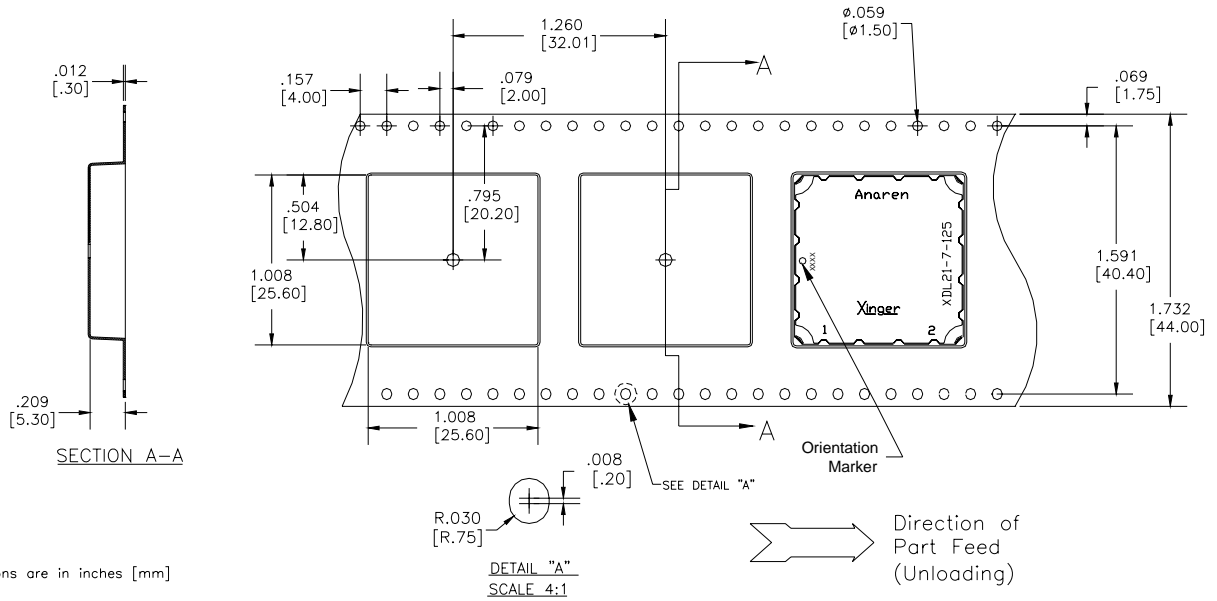 1.260
[32.01]
ø.059
[ø1.50]
.012
[.30]
.157
[4.00]
.079
[2.00]
A
.069
[1.75]
.504
[12.80]
.795
[20.20]
1.008
[25.60]
Anaren
XDL21-7-125
XXXX
Xinger
1
2
1.591
[40.40]
1.732
[44.00]
.209
[5.30]
SECTION A-A
1.008
[25.60]
A
Orientation
Marker
.008
[.20]
SEE DETAIL "A"
R.030
[R.75]
DETAIL "A"
SCALE 4:1
Direction of
Part Feed
(Unloading)
ons are in inches [mm]